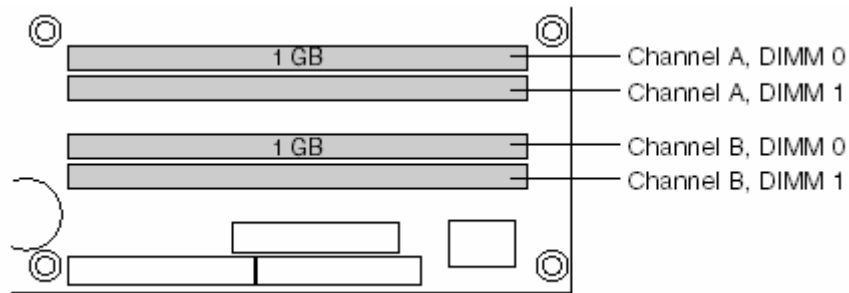 1 GB Channel A, DIMM 0
Channel A, DIMM 1
1 GB Channel B, DIMM 0
Channel B, DIMM 1